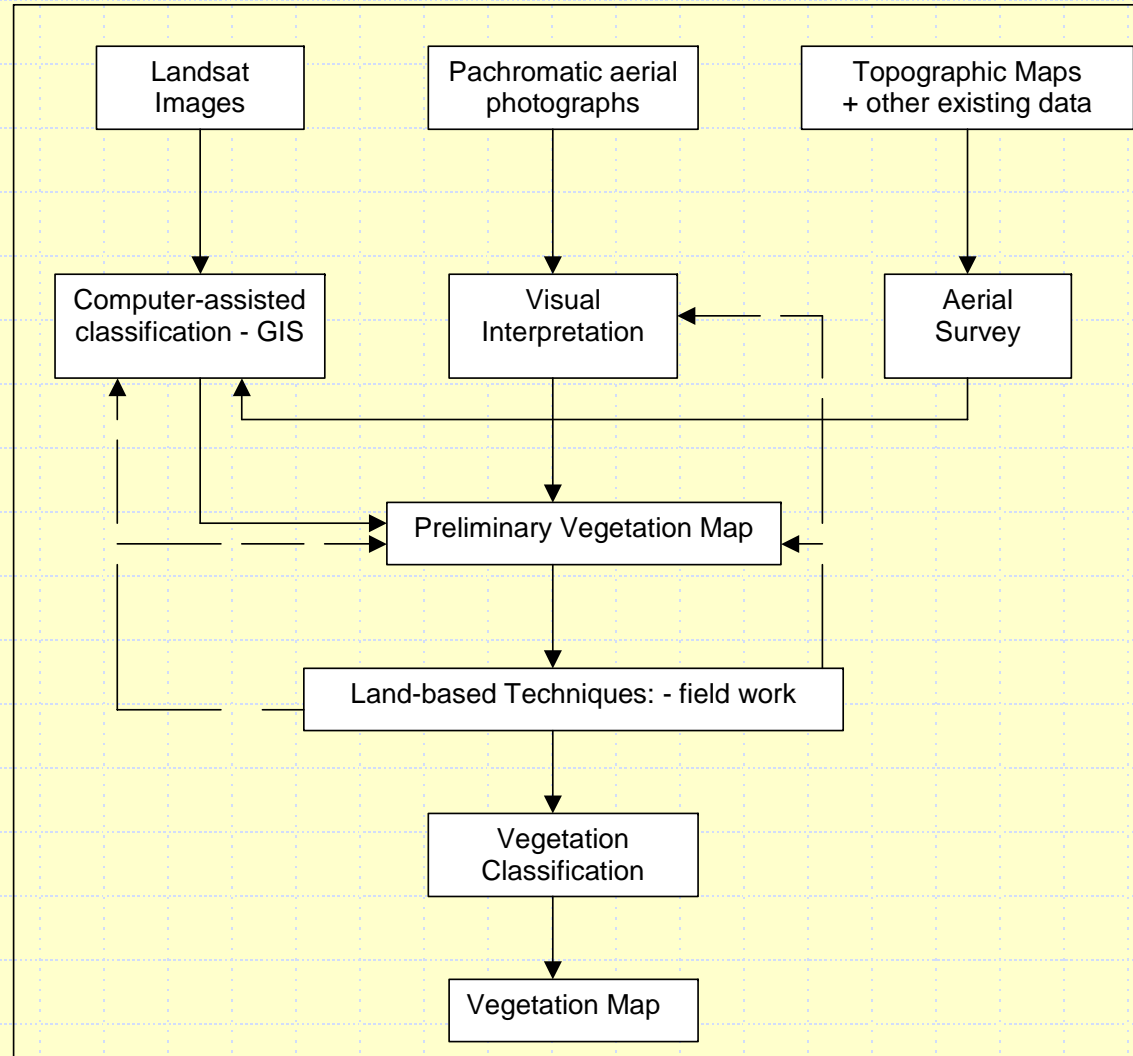 Landsat
Images
Pachromatic aerial
photographs
Topographic Maps
+ other existing data
Computer-assisted
classification - GIS
Visual
Interpretation
Aerial
Survey
Preliminary Vegetation Map
Land-based Techniques: - field work
Vegetation
Classification
Vegetation Map